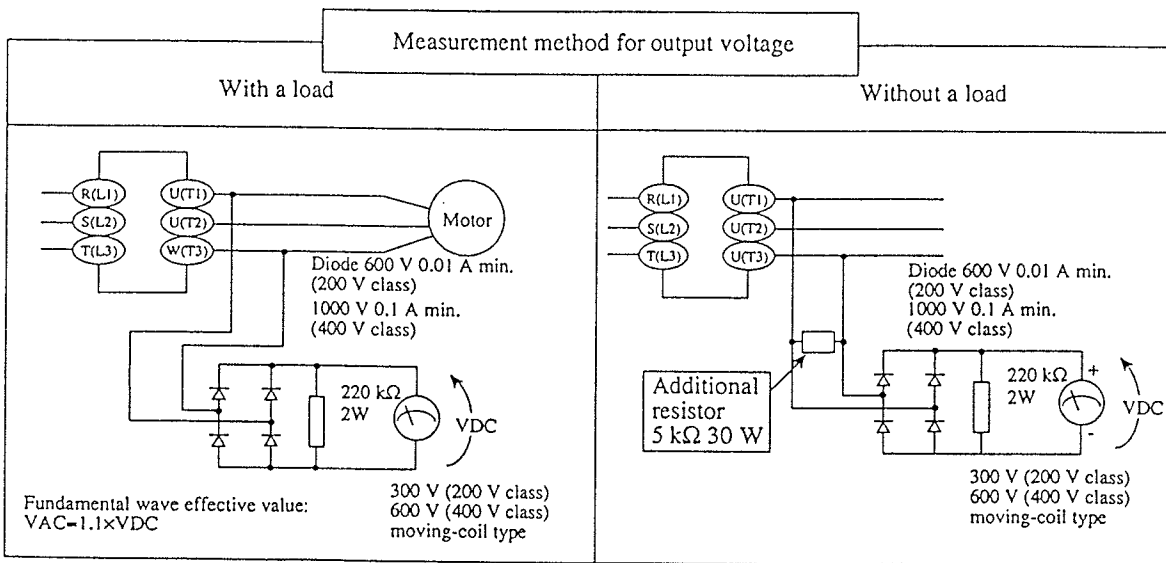 Measurement method for output voltage
With a load
Without a load
R(L1)
S(L2)
T(L3)
U(T1)
U(T2)
W(T3)
Motor
Diode 600 V 0.01 A min.
(200 V class)
1000 V 0.1 A min.
(400 V class)
220 kΩ
2W
VDC
300 V (200 V class)
600 V (400 V class)
moving-coil type
Fundamental wave effective value:
VAC=1.1×VDC
R(L1)
S(L2)
T(L3)
U(T1)
U(T2)
U(T3)
Diode 600 V 0.01 A min.
(200 V class)
1000 V 0.1 A min.
(400 V class)
Additional
resistor
5 kΩ 30 W
220 kΩ
2W
+
-
VDC
300 V (200 V class)
600 V (400 V class)
moving-coil type